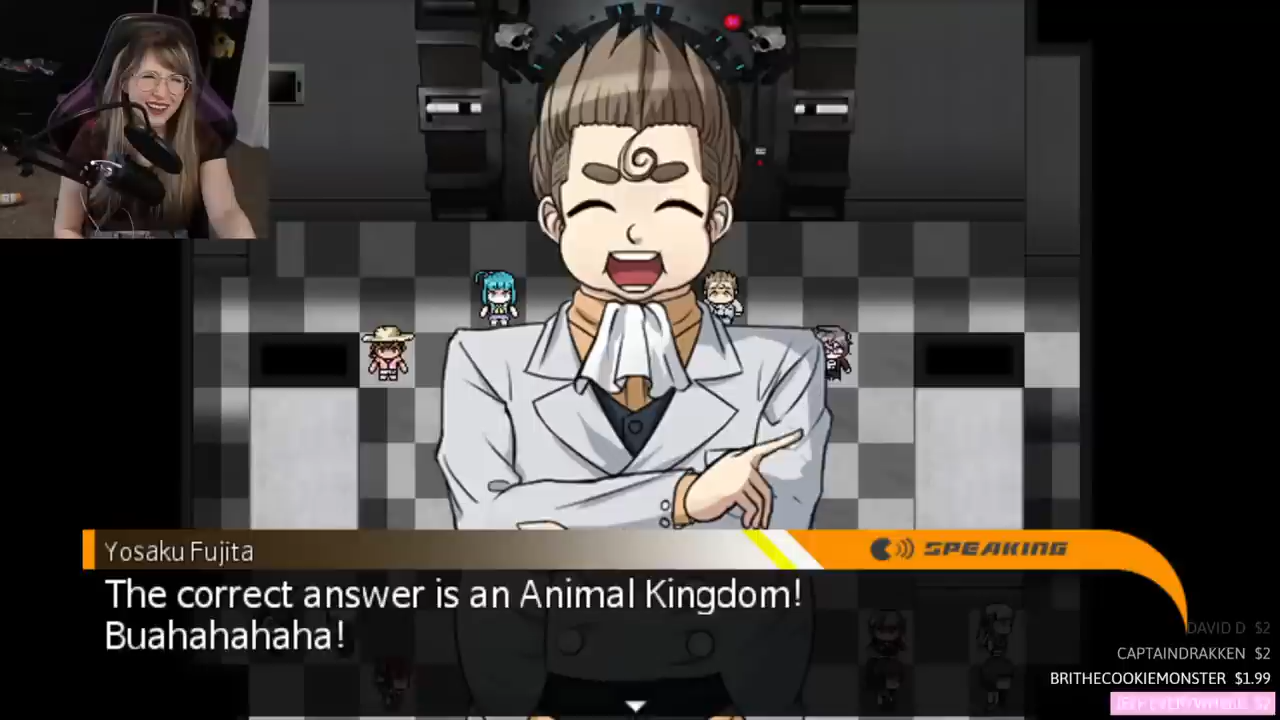 Yosaku Fujita
SPEAKING
The correct answer is an Animal Kingdom!
Buahahahaha!
DAVID D $2
CAPTAINDRAKKEN $2
BRITHECOOKIEMONSTER $1.99